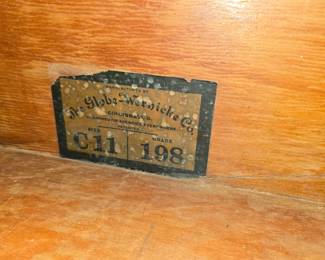 The Globe-Wernicke Co.
CINCINNATI.
SIZE GRADE
C11 198